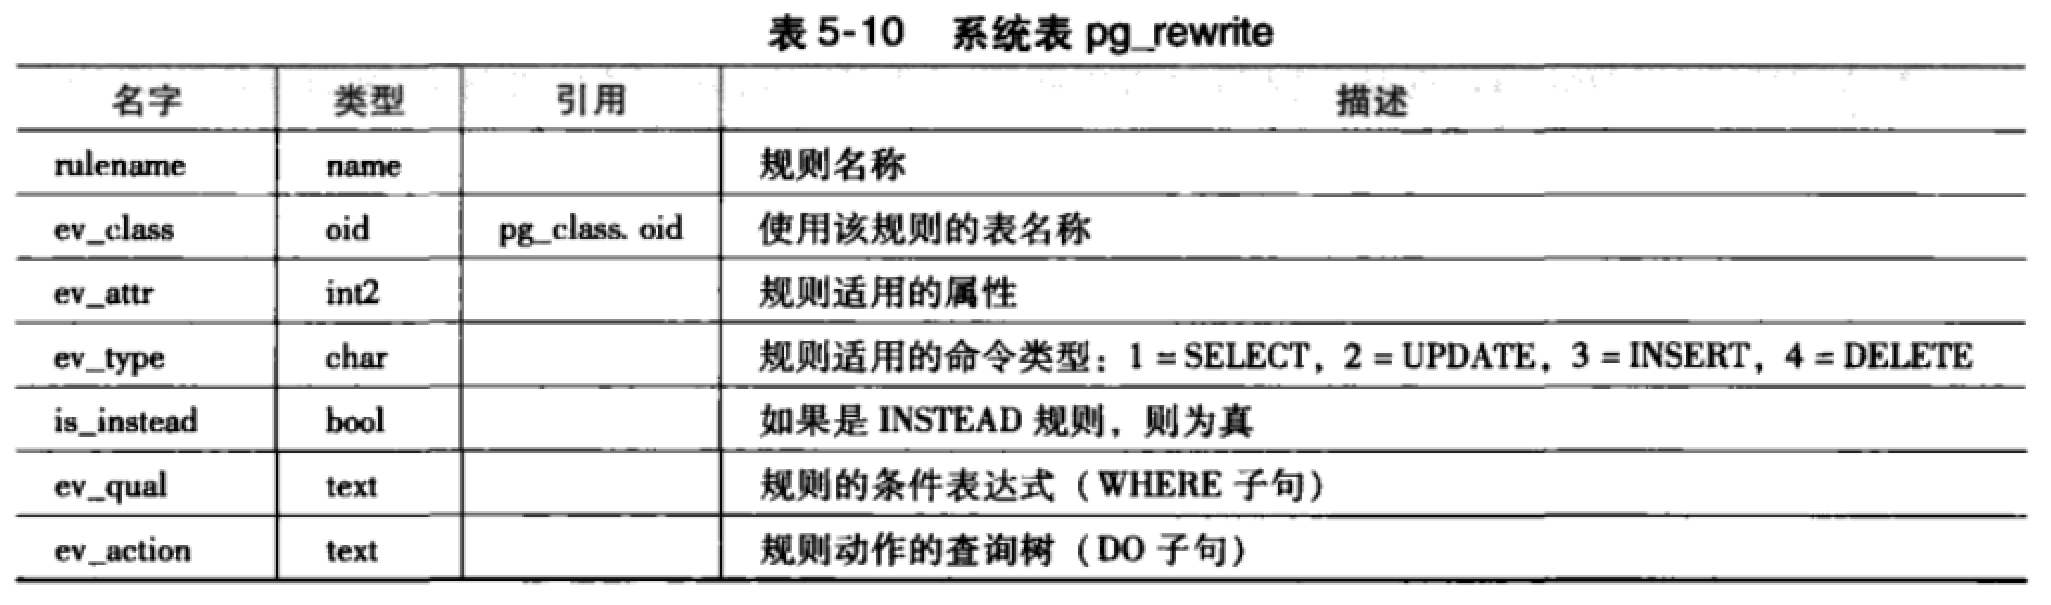 表 5-10 系统表 pg_rewrite
名字 类型 引用 描述
rulename name 规则名称
ev_class oid pg_class. oid 使用该规则的表名称
ev_attr int2 规则适用的属性
ev_type char 规则适用的命令类型：1 = SELECT，2 = UPDATE，3 = INSERT，4 = DELETE
is_instead bool 如果是 INSTEAD 规则，则为真
ev_qual text 规则的条件表达式（WHERE 子句）
ev_action text 规则动作的查询树（DO 子句）